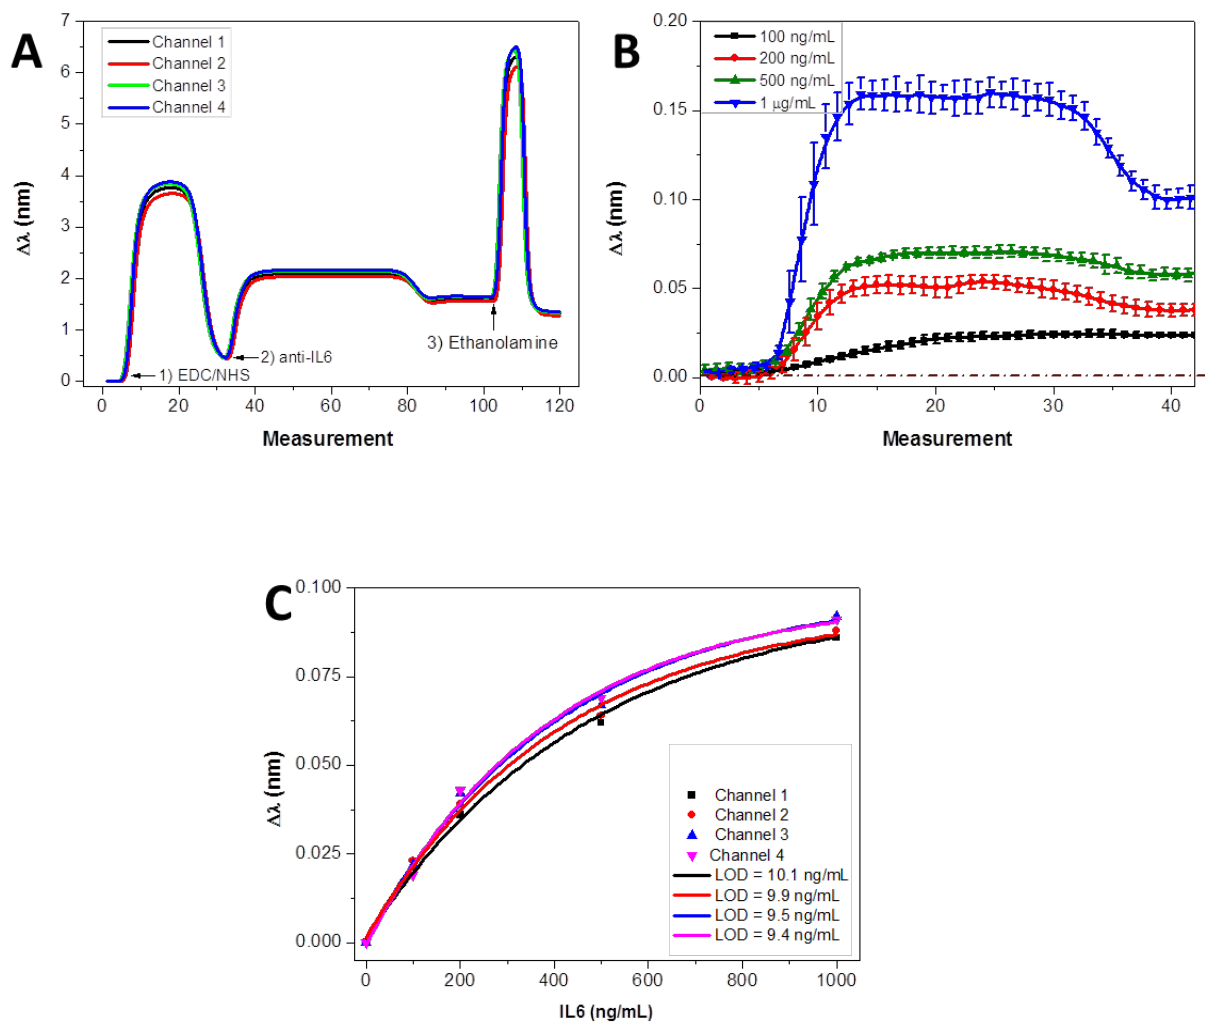 A
Δλ (nm)
7
6
5
4
3
2
1
0
Channel 1
Channel 2
Channel 3
Channel 4
1) EDC/NHS
2) anti-IL6
3) Ethanolamine
0 20 40 60 80 100 120
Measurement
B
Δλ (nm)
0.20
0.15
0.10
0.05
0.00
100 ng/mL
200 ng/mL
500 ng/mL
1 μg/mL
0 10 20 30 40
Measurement
C
Δλ (nm)
0.100
0.075
0.050
0.025
0.000
Channel 1
Channel 2
Channel 3
Channel 4
LOD = 10.1 ng/mL
LOD = 9.9 ng/mL
LOD = 9.5 ng/mL
LOD = 9.4 ng/mL
0 200 400 600 800 1000
IL6 (ng/mL)